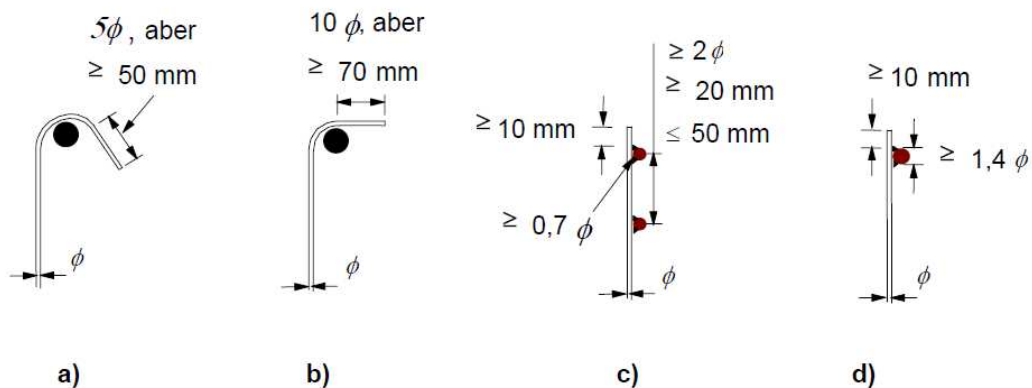 5ϕ, aber
≥ 50 mm
ϕ
a)
10 ϕ, aber
≥ 70 mm
ϕ
b)
≥ 2ϕ
≥ 20 mm
≤ 50 mm
≥ 10 mm
≥ 0,7 ϕ
ϕ
c)
≥ 10 mm
≥ 1,4 ϕ
ϕ
d)